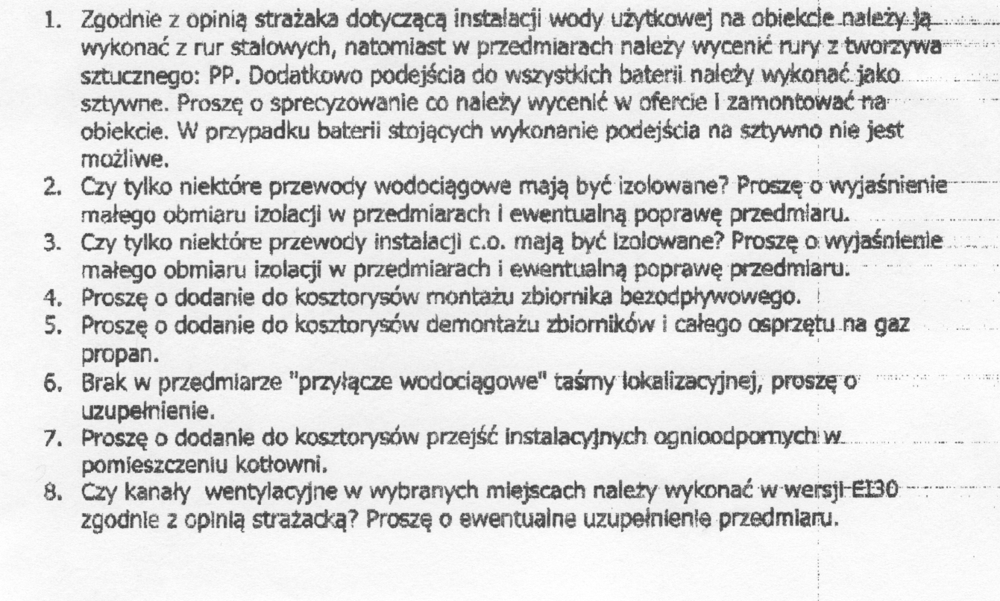 1. Zgodnie z opinią strażaka dotyczącą instalacji wody użytkowej na obiekcie należy ją
wykonać z rur stalowych, natomiast w przedmiarach należy wycenić rury z tworzywa
sztucznego: PP. Dodatkowo podejścia do wszystkich baterii należy wykonać jako
sztywne. Proszę o sprecyzowanie co należy wycenić w ofercie i zamontować na
obiekcie. W przypadku baterii stojących wykonanie podejścia na sztywno nie jest
możliwe.
2. Czy tylko niektóre przewody wodociągowe mają być izolowane? Proszę o wyjaśnienie
małego obmiaru izolacji w przedmiarach i ewentualną poprawę przedmiaru.
3. Czy tylko niektóre przewody instalacji c.o. mają być izolowane? Proszę o wyjaśnienie
małego obmiaru izolacji w przedmiarach i ewentualną poprawę przedmiaru.
4. Proszę o dodanie do kosztorysów montażu zbiornika bezodpływowego.
5. Proszę o dodanie do kosztorysów demontażu zbiorników i całego osprzętu na gaz
propan.
6. Brak w przedmiarze "przyłącze wodociągowe" taśmy lokalizacyjnej, proszę o
uzupełnienie.
7. Proszę o dodanie do kosztorysów przejść instalacyjnych ognioodpornych w
pomieszczeniu kotłowni.
8. Czy kanały wentylacyjne w wybranych miejscach należy wykonać w wersji EI30
zgodnie z opinią strażacką? Proszę o ewentualne uzupełnienie przedmiaru.